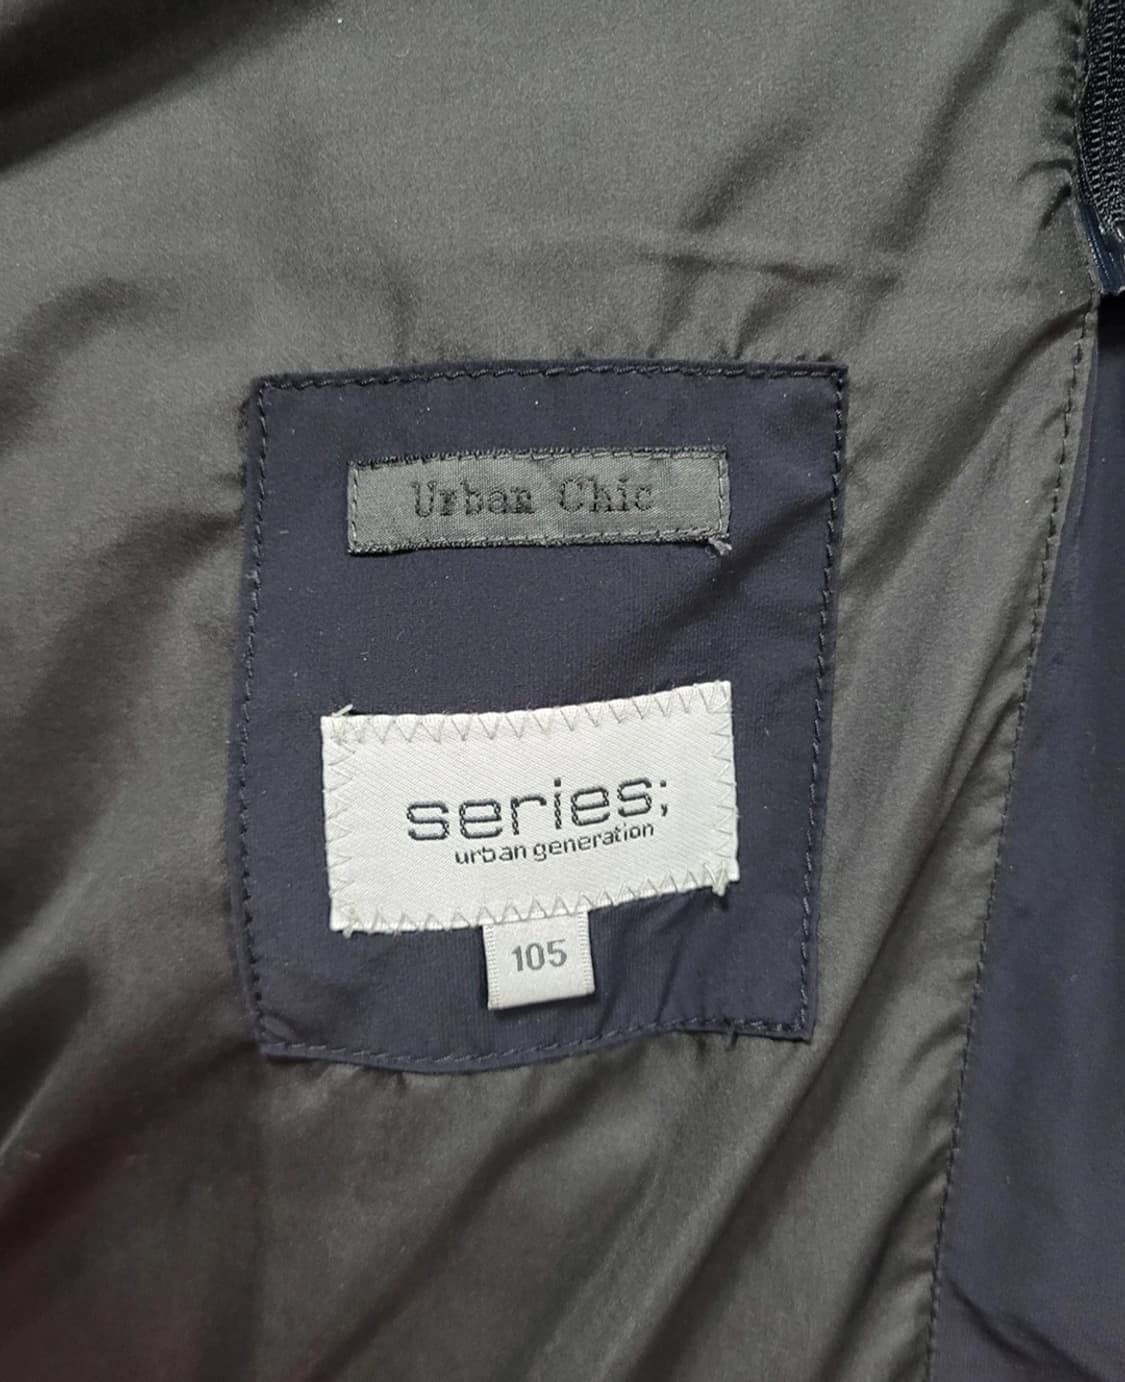 Urban Chic
series;
urban generation
105